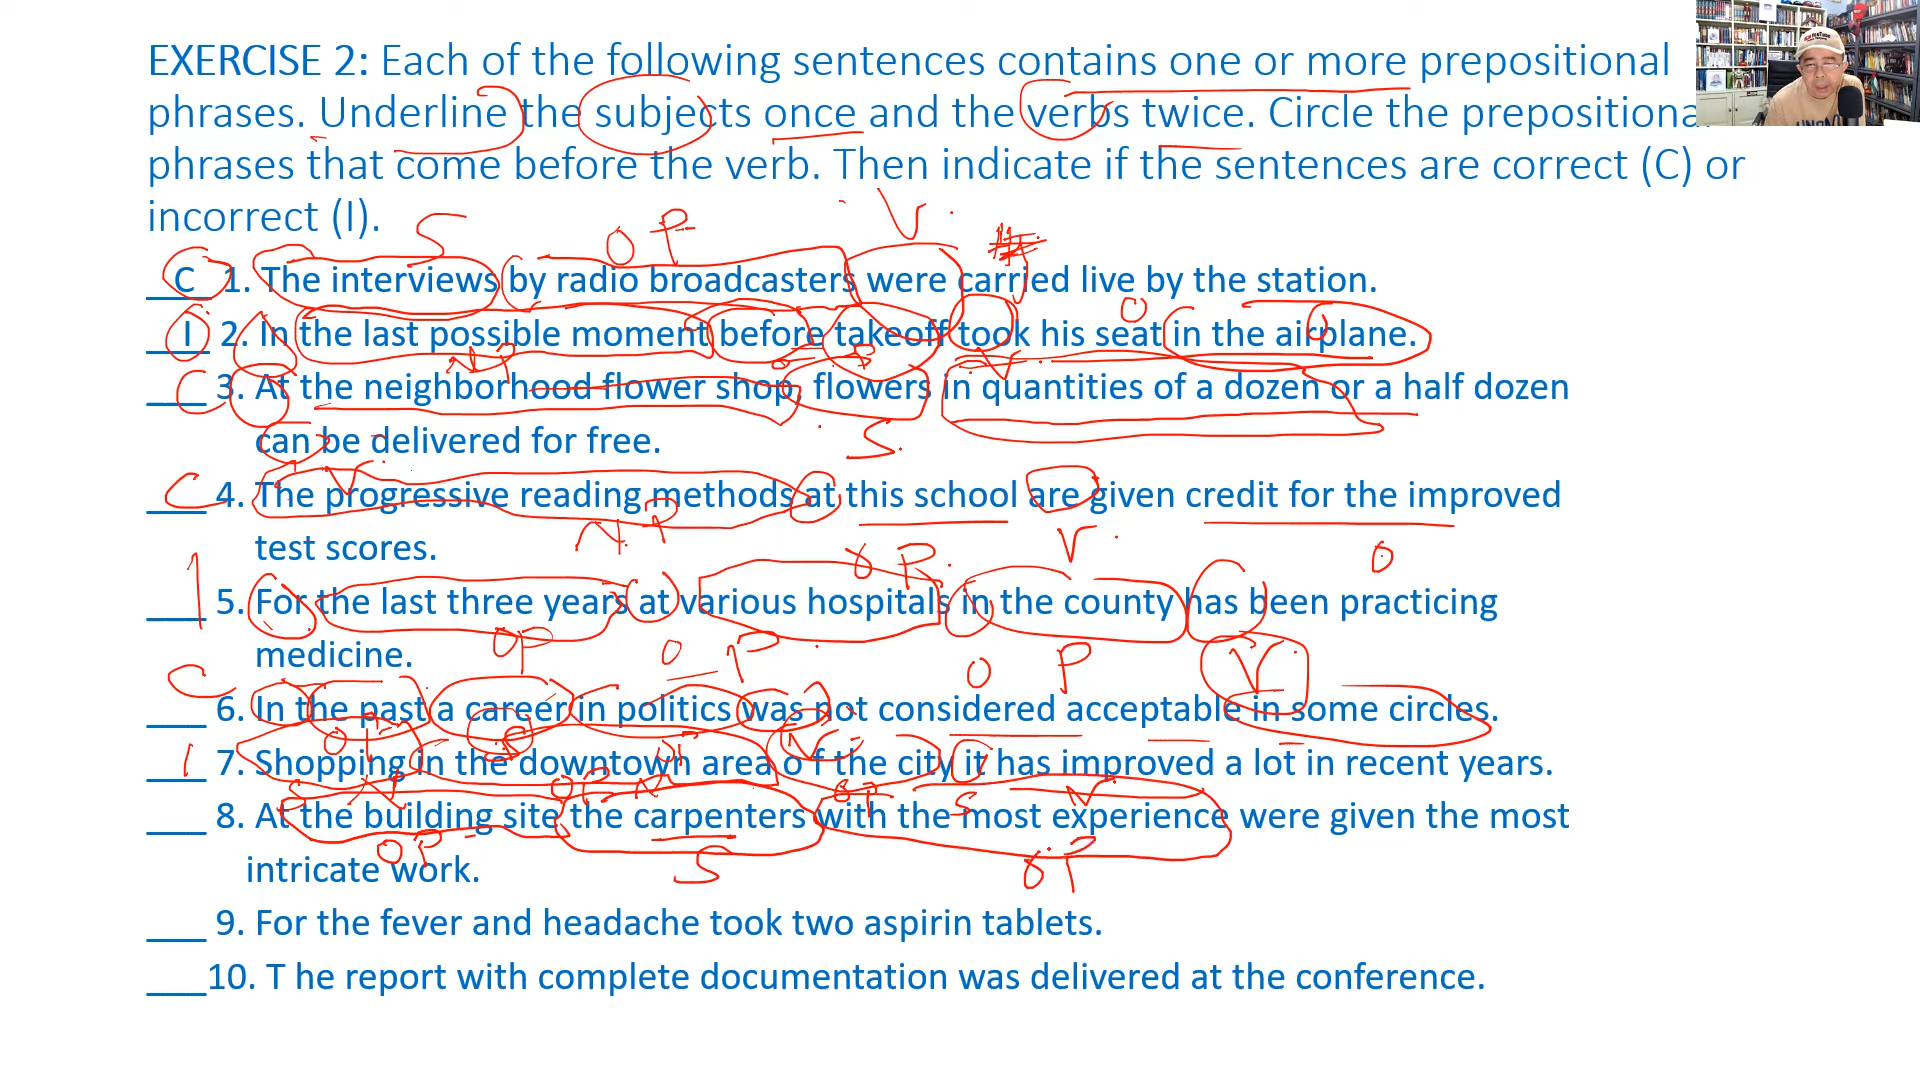 EXERCISE 2: Each of the following sentences contains one or more prepositional
phrases. Underline the subjects once and the verbs twice. Circle the prepositional
phrases that come before the verb. Then indicate if the sentences are correct (C) or
incorrect (I).
S OP V
C 1. The interviews by radio broadcasters were carried live by the station.
I 2. In the last possible moment before takeoff took his seat in the airplane.
C 3. At the neighborhood flower shop, flowers in quantities of a dozen or a half dozen
can be delivered for free.
C 4. The progressive reading methods at this school are given credit for the improved
test scores.
I 5. For the last three years at various hospitals in the county has been practicing
medicine.
C 6. In the past a career in politics was not considered acceptable in some circles.
I 7. Shopping in the downtown area o f the city it has improved a lot in recent years.
___ 8. At the building site the carpenters with the most experience were given the most
intricate work.
OP S OP
___ 9. For the fever and headache took two aspirin tablets.
___10. T he report with complete documentation was delivered at the conference.